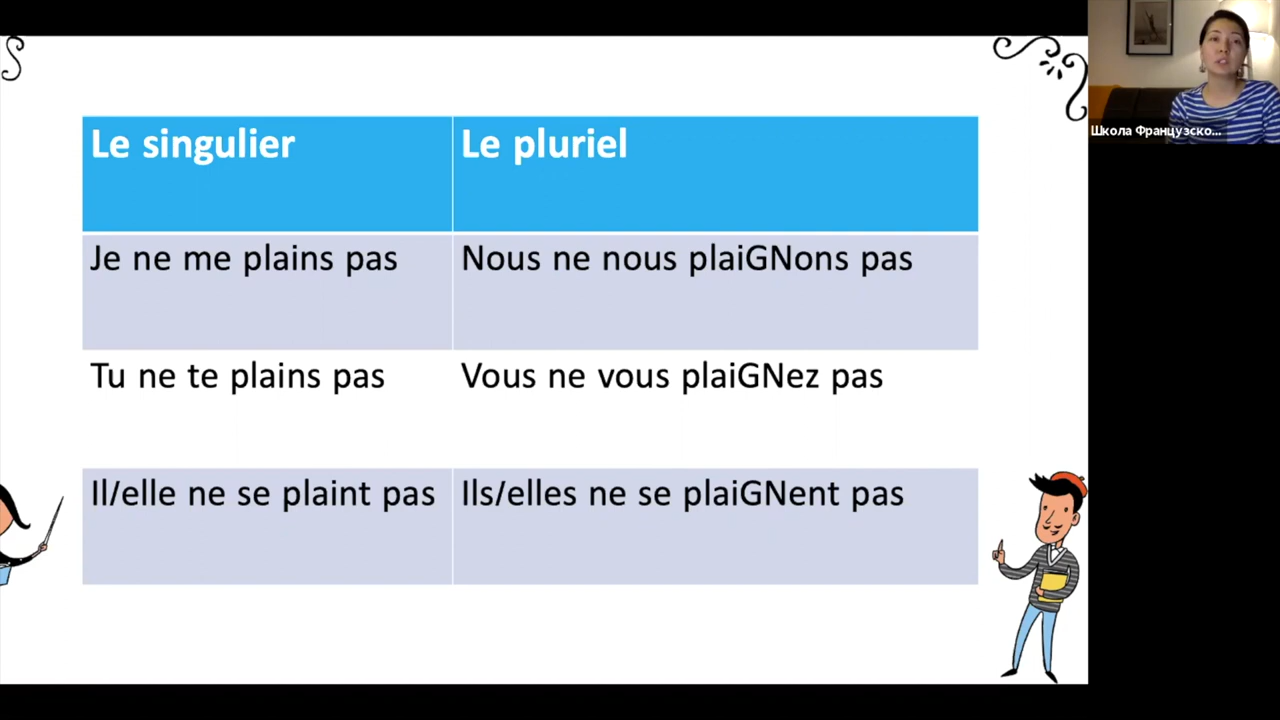 Le singulier
Le pluriel
Je ne me plains pas
Nous ne nous plaiGNons pas
Tu ne te plains pas
Vous ne vous plaiGNez pas
Il/elle ne se plaint pas
Ils/elles ne se plaiGNent pas
Школа Французско...